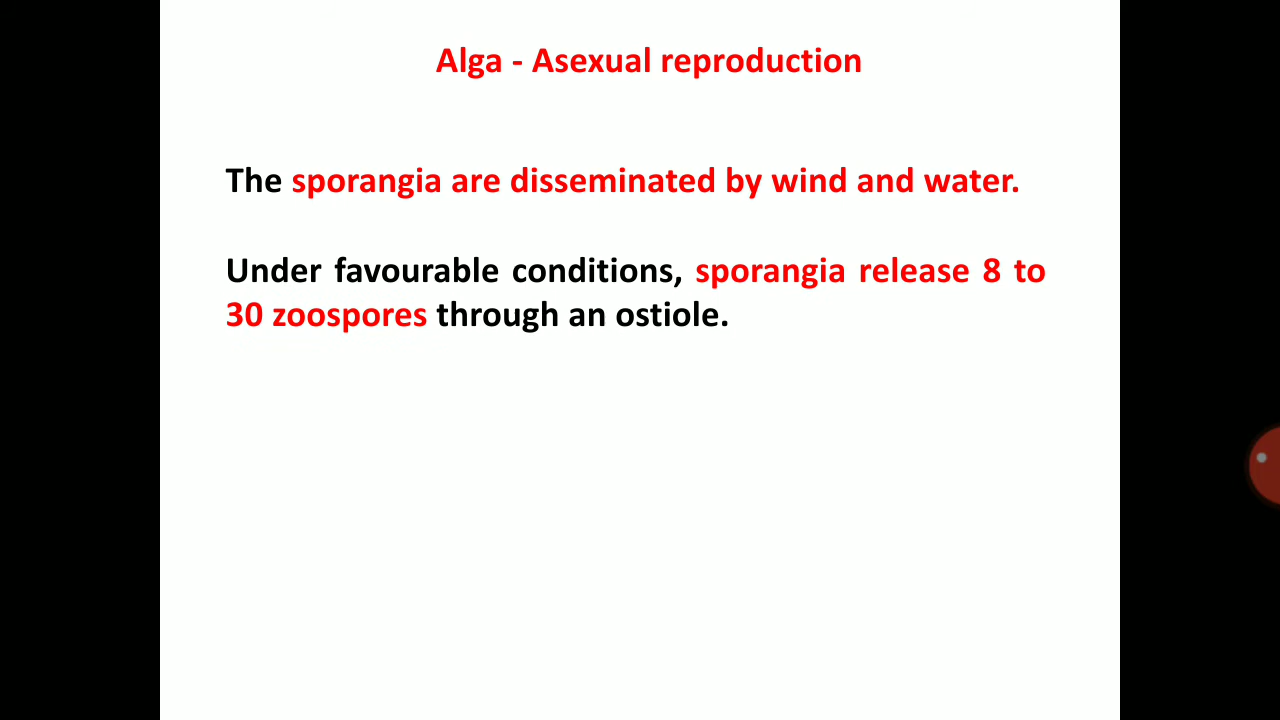 Alga - Asexual reproduction
The sporangia are disseminated by wind and water.
Under favourable conditions, sporangia release 8 to
30 zoospores through an ostiole.